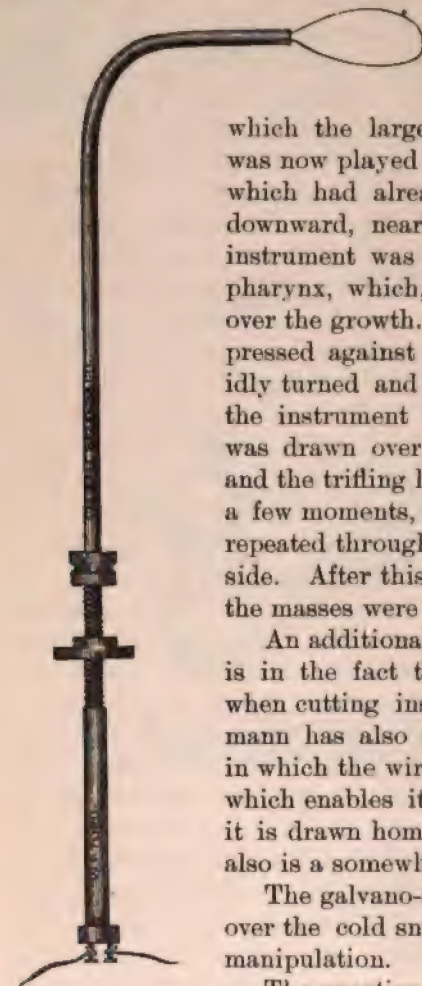 which the large
was now played
which had alrea
downward, near
instrument was
pharynx, which,
over the growth.
pressed against
idly turned and
the instrument
was drawn over
and the trifling l
a few moments,
repeated through
side. After this
the masses were
An additiona
is in the fact t
when cutting ins
mann has also
in which the wir
which enables it
it is drawn hom
also is a somewh
The galvano-
over the cold sn
manipulation.